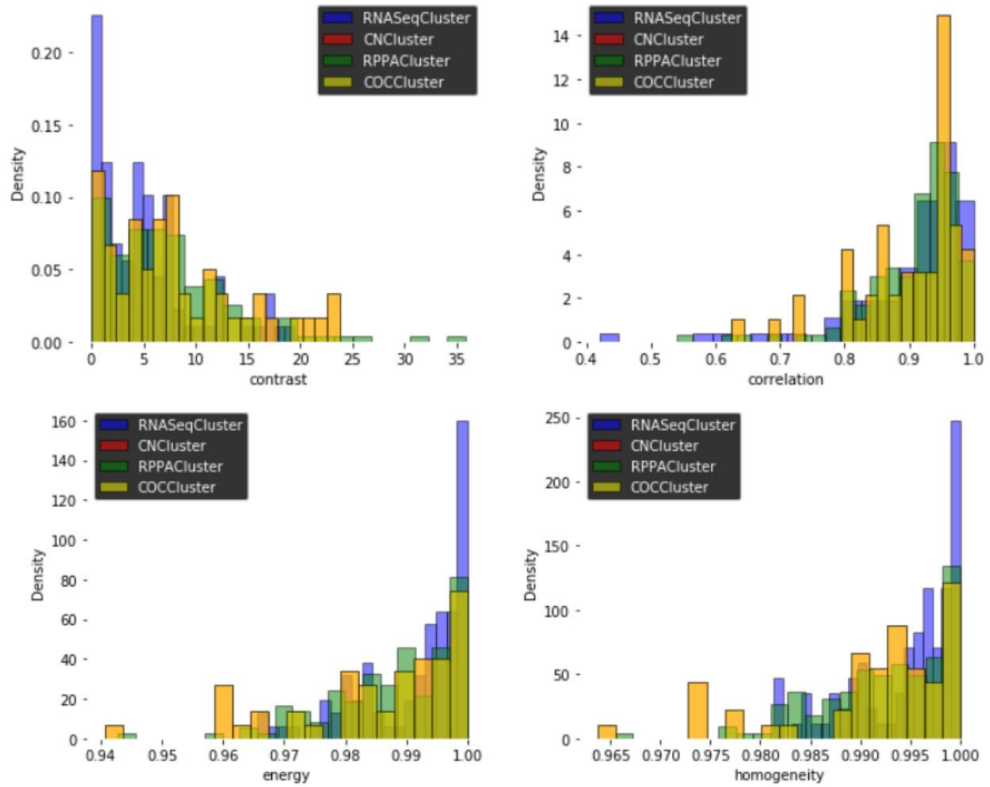 RNASeqCluster
CNCluster
RPPACluster
COCCluster
Density
0.20
0.15
0.10
0.05
0.00
0 5 10 15 20 25 30 35
contrast
RNASeqCluster
CNCluster
RPPACluster
COCCluster
Density
14
12
10
8
6
4
2
0
0.4 0.5 0.6 0.7 0.8 0.9 1.0
correlation
RNASeqCluster
CNCluster
RPPACluster
COCCluster
Density
160
140
120
100
80
60
40
20
0
0.94 0.95 0.96 0.97 0.98 0.99 1.00
energy
RNASeqCluster
CNCluster
RPPACluster
COCCluster
Density
250
200
150
100
50
0
0.965 0.970 0.975 0.980 0.985 0.990 0.995 1.000
homogeneity